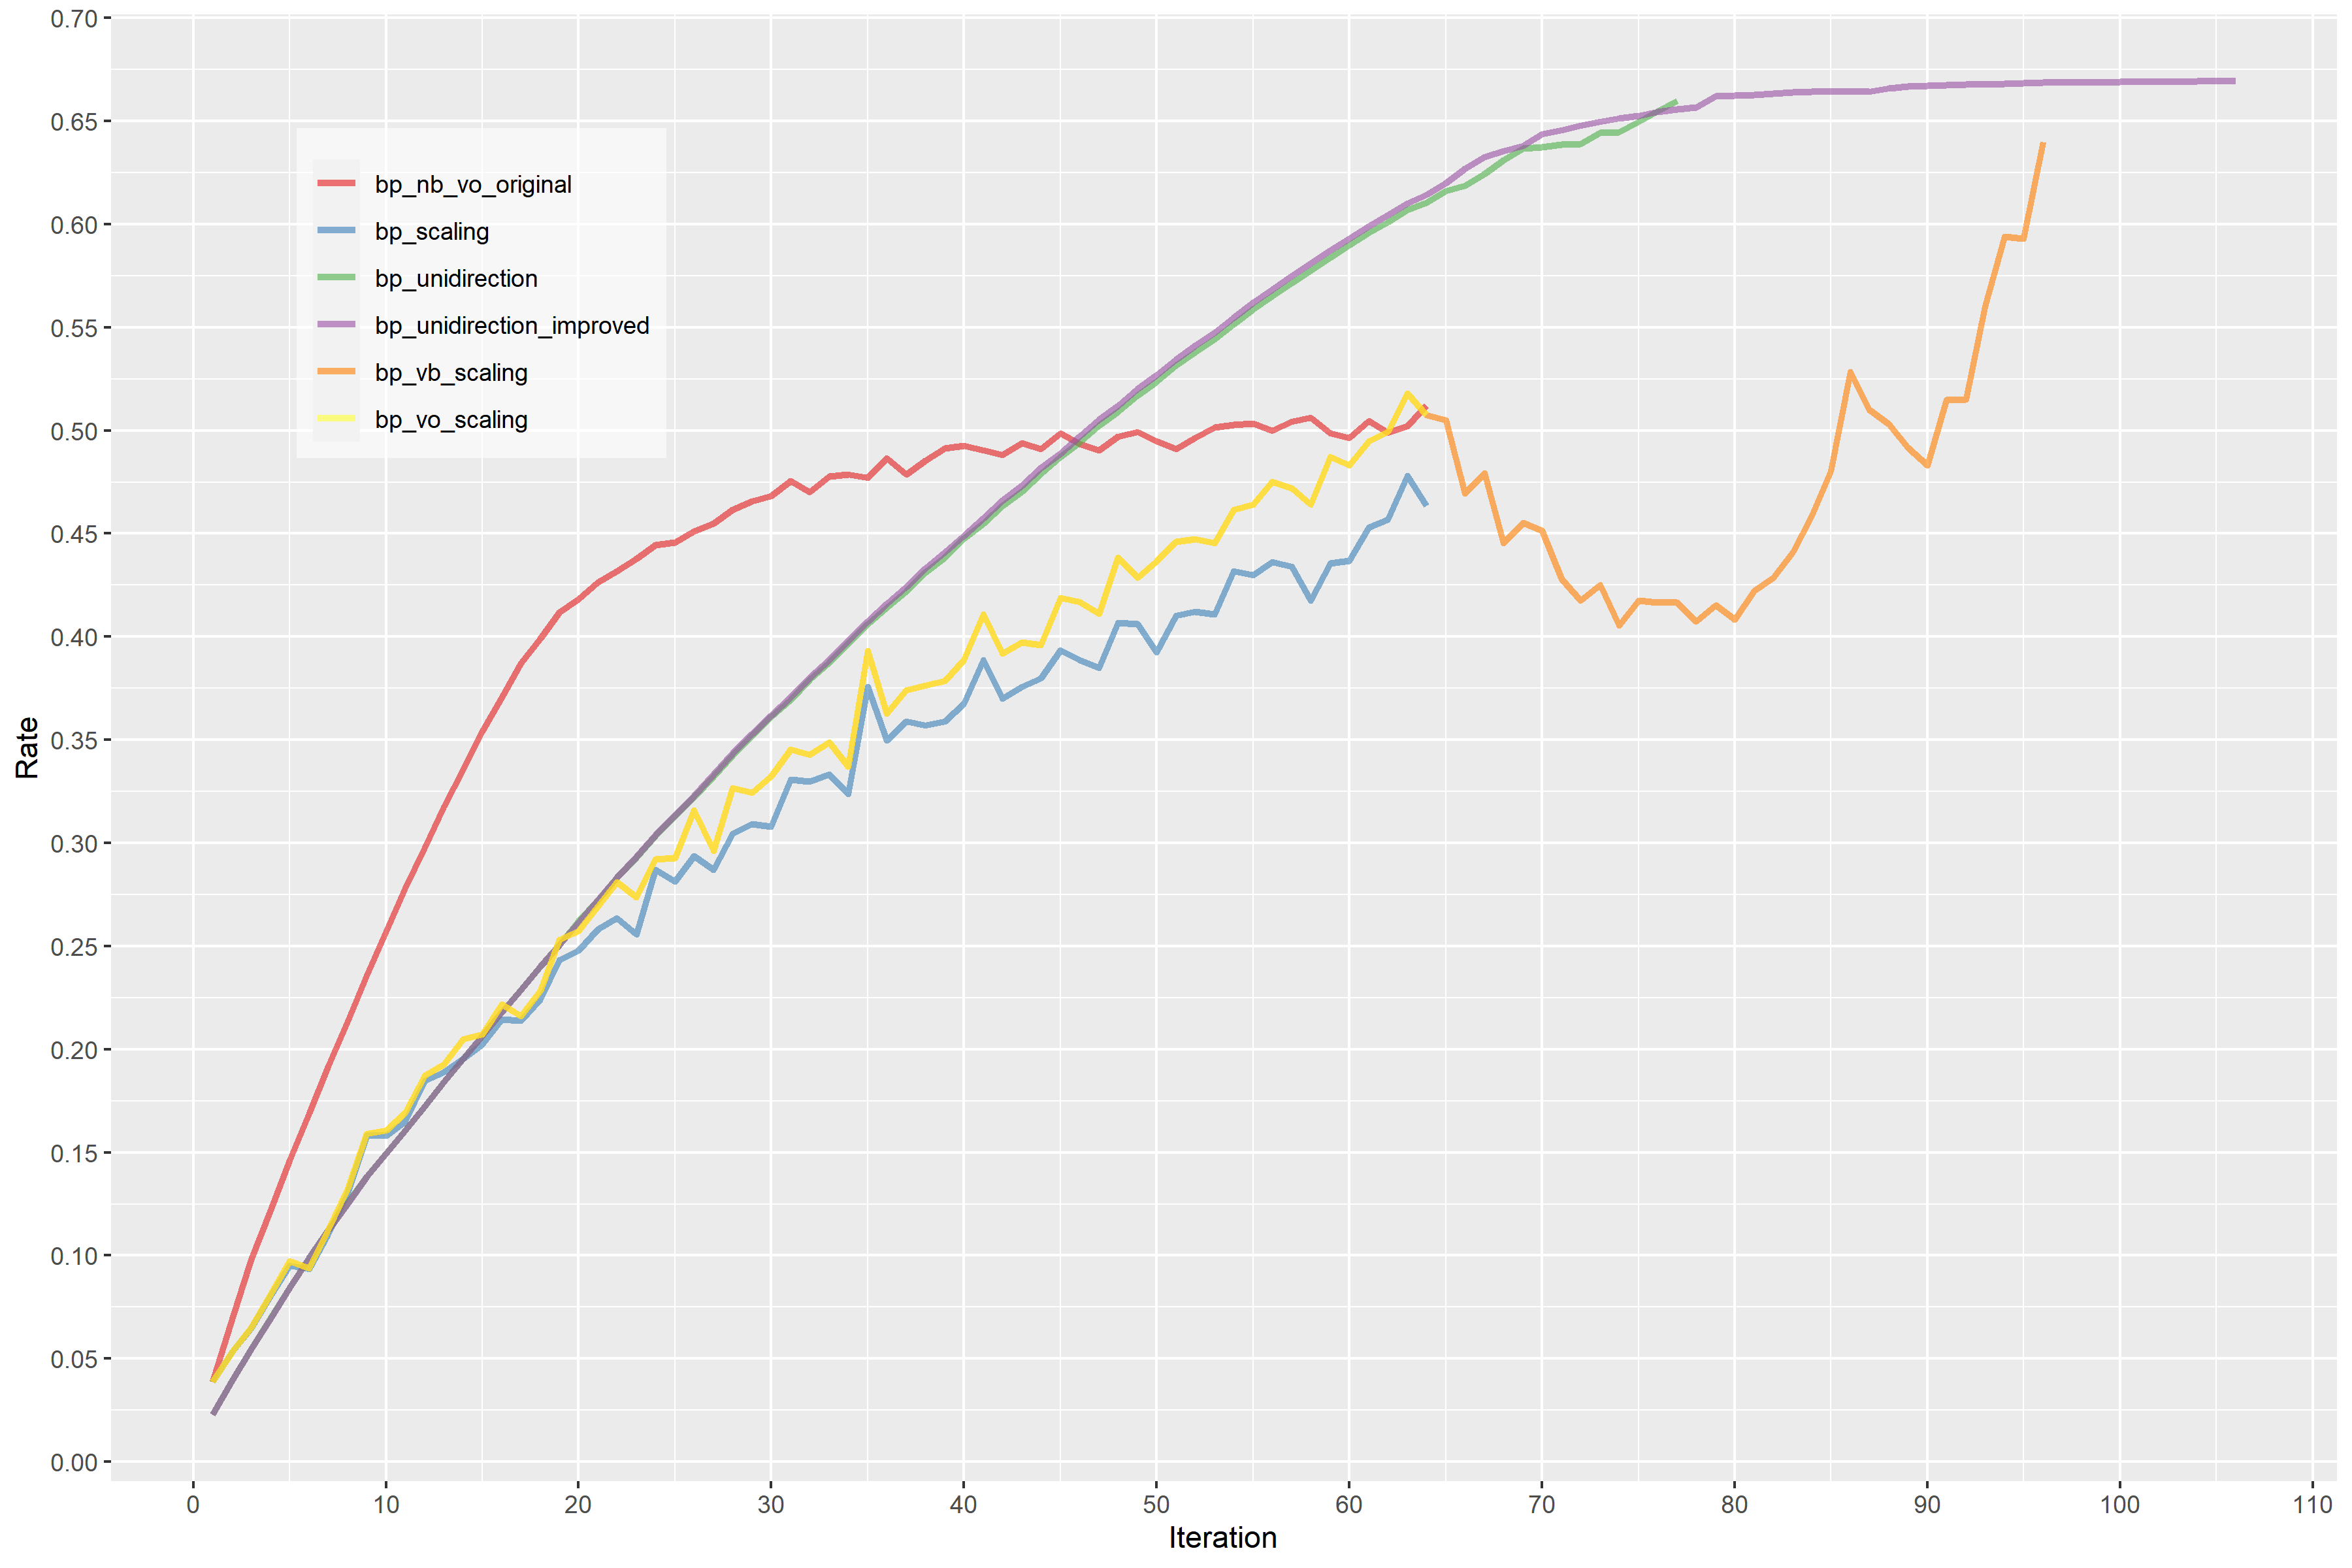 0.70
0.65
0.60
0.55
0.50
0.45
0.40
0.35
0.30
0.25
0.20
0.15
0.10
0.05
0.00
Rate
bp_nb_vo_original
bp_scaling
bp_unidirection
bp_unidirection_improved
bp_vb_scaling
bp_vo_scaling
0 10 20 30 40 50 60 70 80 90 100 110
Iteration